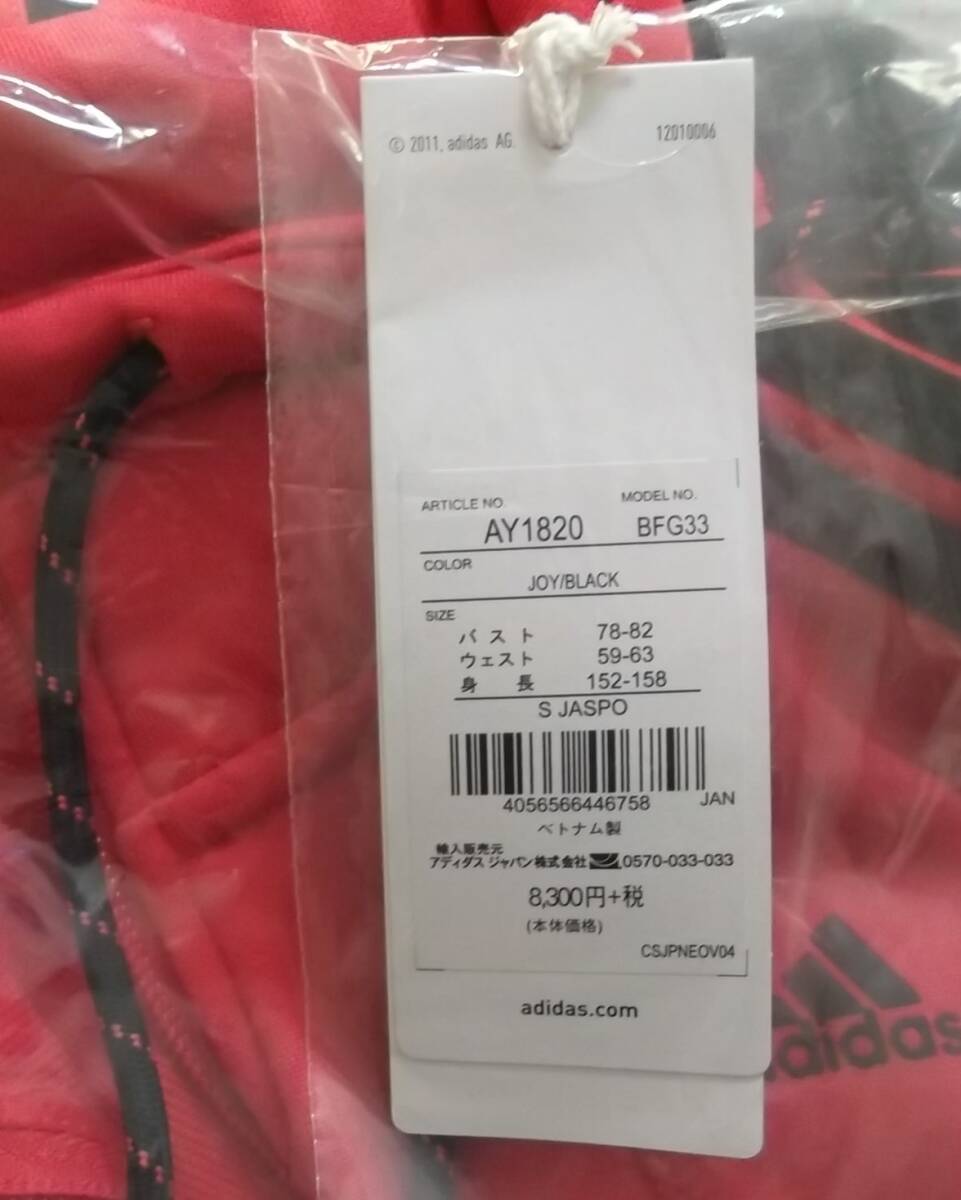 © 2011, adidas AG.
12010006
ARTICLE NO. MODEL NO.
AY1820 BFG33
COLOR
JOY/BLACK
SIZE
バスト 78-82
ウェスト 59-63
身長 152-158
S JASPO
4056566446758 JAN
ベトナム製
輸入販売元
アディダス ジャパン株式会社 0570-033-033
8,300円+税
(本体価格)
CSJPNEOV04
adidas.com
adidas